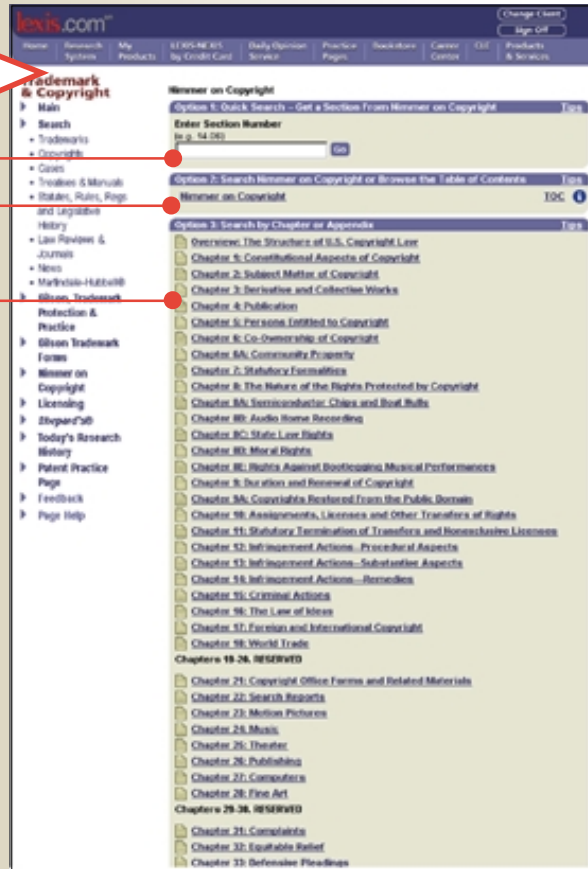 lexis.com™
Change Client
Sign Off
Home
Research System
My Products
LEXIS-NEXIS by Credit Card
Daily Opinion Service
Practice Pages
Bookstore
Career Center
CLE
Products & Services
Trademark
& Copyright
Main
Search
• Trademarks
• Copyrights
• Cases
• Treatises & Manuals
• Statutes, Rules, Regs
and Legislative
History
• Law Reviews &
Journals
• News
• Martindale-Hubbell®
Gilson, Trademark
Protection &
Practice
Gilson Trademark
Forms
Nimmer on
Copyright
Licensing
Shepard's®
Today's Research
History
Patent Practice
Page
Feedback
Page Help
Nimmer on Copyright
Option 1: Quick Search - Get a Section From Nimmer on Copyright Tips
Enter Section Number
(e.g. 14.06)
Go
Option 2: Search Nimmer on Copyright or Browse the Table of Contents Tips
Nimmer on Copyright TOC i
Option 3: Search by Chapter or Appendix Tips
Overview: The Structure of U.S. Copyright Law
Chapter 1: Constitutional Aspects of Copyright
Chapter 2: Subject Matter of Copyright
Chapter 3: Derivative and Collective Works
Chapter 4: Publication
Chapter 5: Persons Entitled to Copyright
Chapter 6: Co-Ownership of Copyright
Chapter 6A: Community Property
Chapter 7: Statutory Formalities
Chapter 8: The Nature of the Rights Protected by Copyright
Chapter 8A: Semiconductor Chips and Boat Hulls
Chapter 8B: Audio Home Recording
Chapter 8C: State Law Rights
Chapter 8D: Moral Rights
Chapter 8E: Rights Against Bootlegging Musical Performances
Chapter 9: Duration and Renewal of Copyright
Chapter 9A: Copyrights Restored from the Public Domain
Chapter 10: Assignments, Licenses and Other Transfers of Rights
Chapter 11: Statutory Termination of Transfers and Nonexclusive Licenses
Chapter 12: Infringement Actions--Procedural Aspects
Chapter 13: Infringement Actions--Substantive Aspects
Chapter 14: Infringement Actions--Remedies
Chapter 15: Criminal Actions
Chapter 16: The Law of Ideas
Chapter 17: Foreign and International Copyright
Chapter 18: World Trade
Chapters 19-20. RESERVED
Chapter 21: Copyright Office Forms and Related Materials
Chapter 22: Search Reports
Chapter 23: Motion Pictures
Chapter 24: Music
Chapter 25: Theater
Chapter 26: Publishing
Chapter 27: Computers
Chapter 28: Fine Art
Chapters 29-30. RESERVED
Chapter 31: Complaints
Chapter 32: Equitable Relief
Chapter 33: Defensive Pleadings